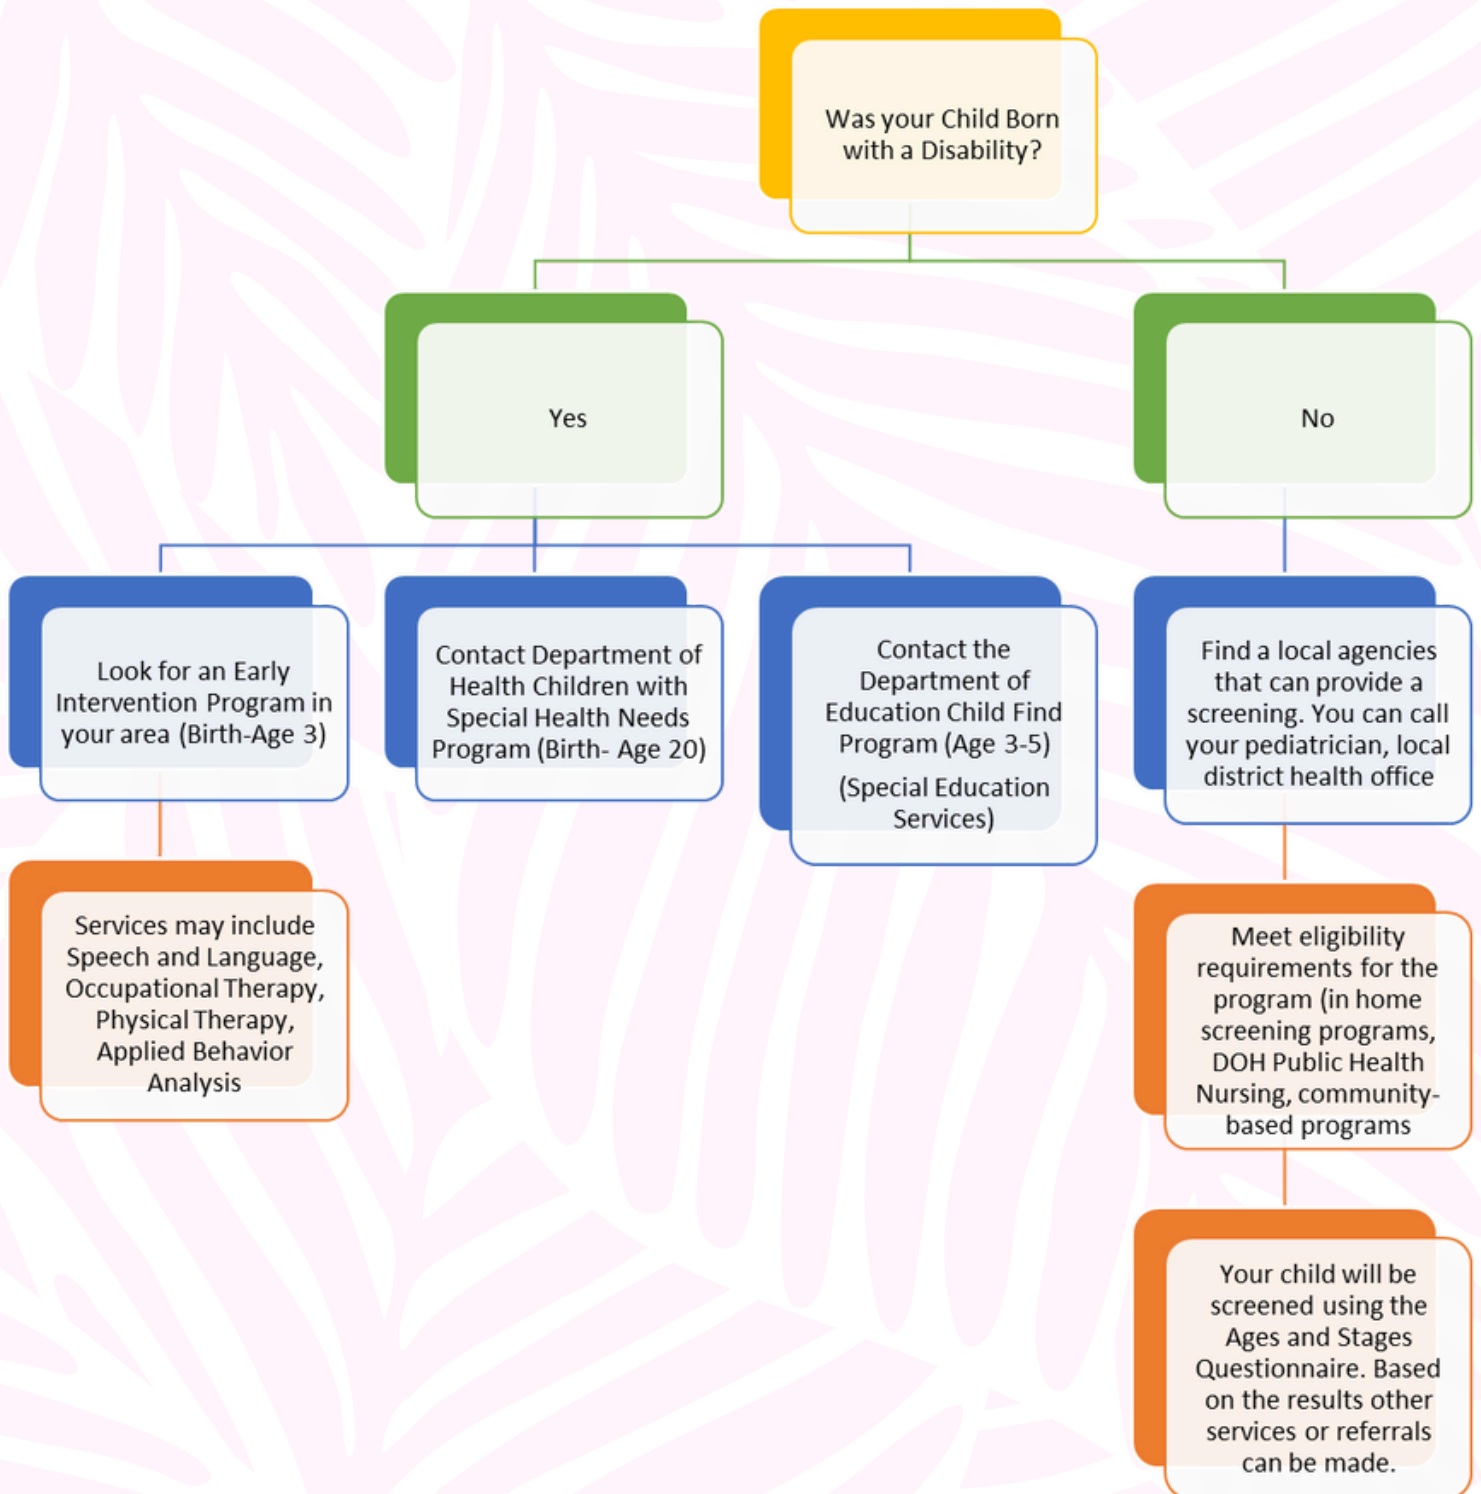 Was your Child Born
with a Disability?
Yes
No
Look for an Early
Intervention Program in
your area (Birth-Age 3)
Contact Department of
Health Children with
Special Health Needs
Program (Birth- Age 20)
Contact the
Department of
Education Child Find
Program (Age 3-5)
(Special Education
Services)
Find a local agencies
that can provide a
screening. You can call
your pediatrician, local
district health office
Services may include
Speech and Language,
Occupational Therapy,
Physical Therapy,
Applied Behavior
Analysis
Meet eligibility
requirements for the
program (in home
screening programs,
DOH Public Health
Nursing, community-
based programs
Your child will be
screened using the
Ages and Stages
Questionnaire. Based
on the results other
services or referrals
can be made.